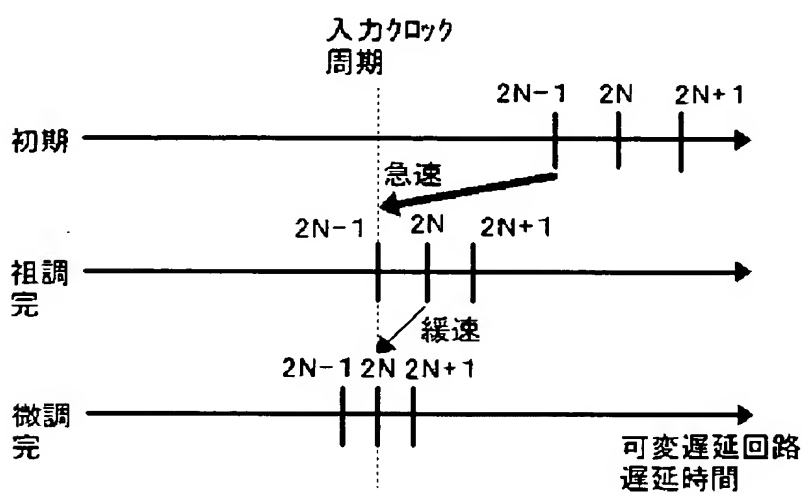 入力クロック
周期
2N-1 2N 2N+1
初期
急速
2N-1 2N 2N+1
祖調
完
緩速
2N-1 2N 2N+1
微調
完
可変遅延回路
遅延時間